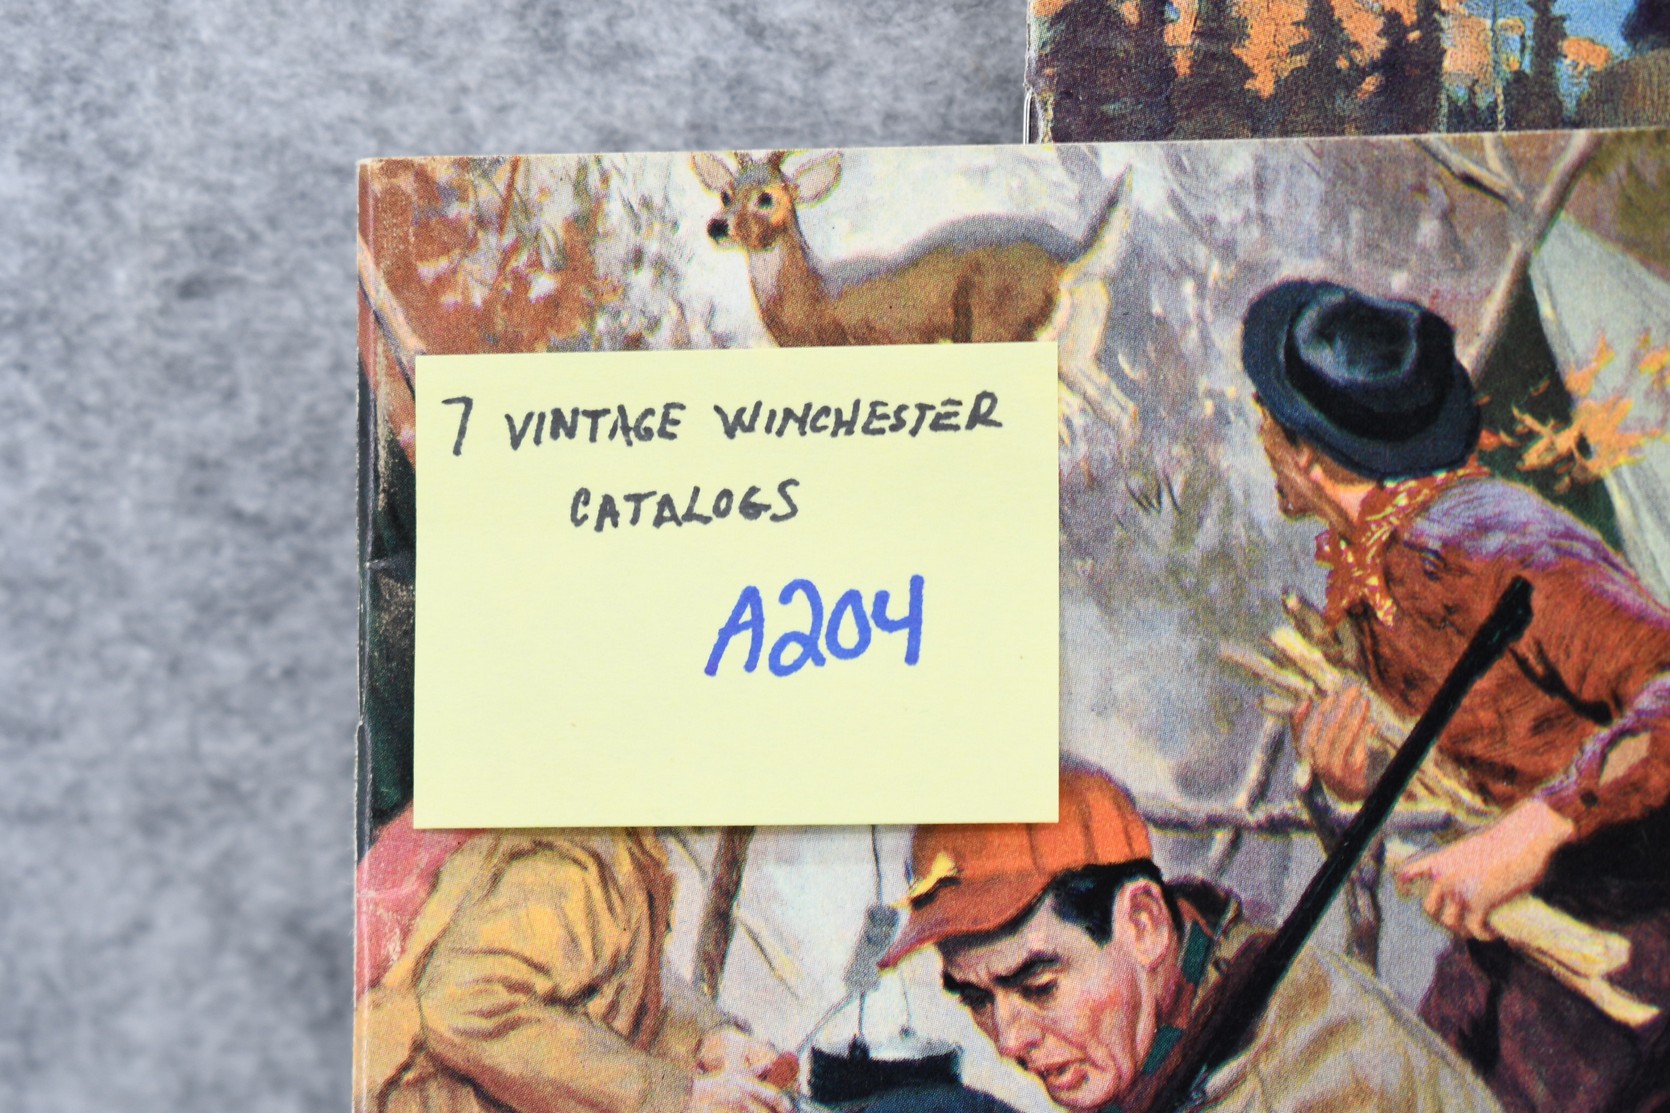 7 VINTAGE WINCHESTER
CATALOGS
A204